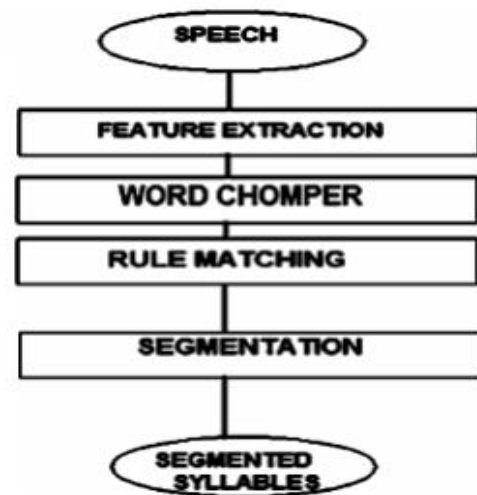 SPEECH
FEATURE EXTRACTION
WORD CHOMPER
RULE MATCHING
SEGMENTATION
SEGMENTED
SYLLABLES